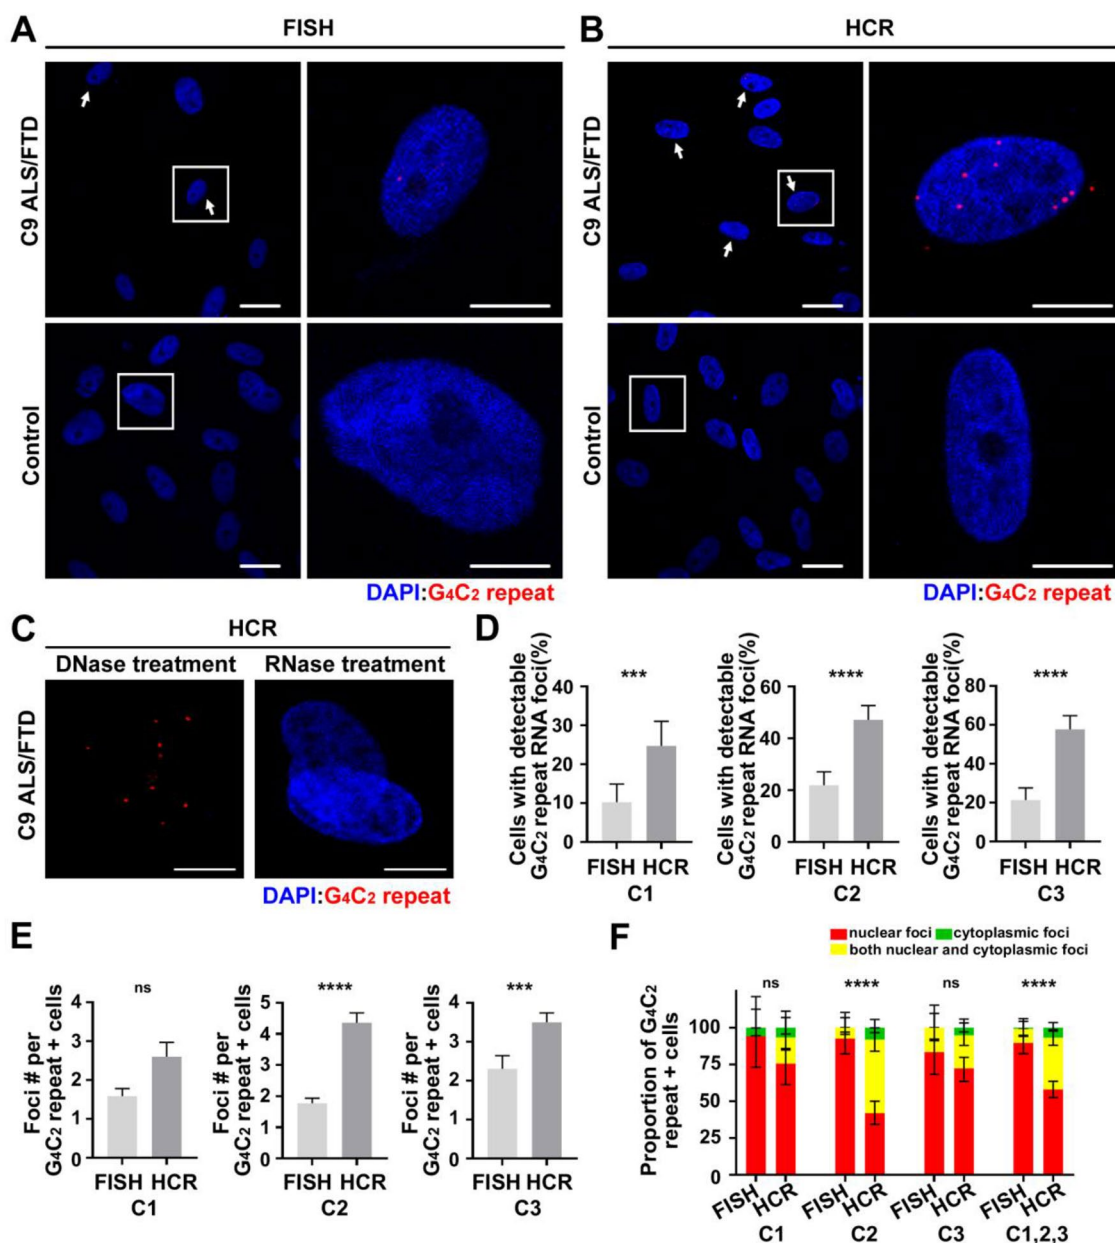 A
FISH
B
HCR
C9 ALS/FTD
C9 ALS/FTD
Control
Control
DAPI:G4C2 repeat
DAPI:G4C2 repeat
C
HCR
DNase treatment
RNase treatment
C9 ALS/FTD
DAPI:G4C2 repeat
D
Cells with detectable
G4C2 repeat RNA foci(%)
40
30
20
10
0
***
FISH HCR
C1
Cells with detectable
G4C2 repeat RNA foci(%)
60
40
20
0
****
FISH HCR
C2
Cells with detectable
G4C2 repeat RNA foci(%)
80
60
40
20
0
****
FISH HCR
C3
E
Foci # per
G4C2 repeat + cells
4
3
2
1
0
ns
FISH HCR
C1
Foci # per
G4C2 repeat + cells
5
4
3
2
1
0
****
FISH HCR
C2
Foci # per
G4C2 repeat + cells
4
3
2
1
0
***
FISH HCR
C3
F
nuclear foci
cytoplasmic foci
both nuclear and cytoplasmic foci
Proportion of G4C2
repeat + cells
100
75
50
25
0
ns
****
ns
****
FISH
HCR
FISH
HCR
FISH
HCR
FISH
HCR
C1
C2
C3
C1,2,3